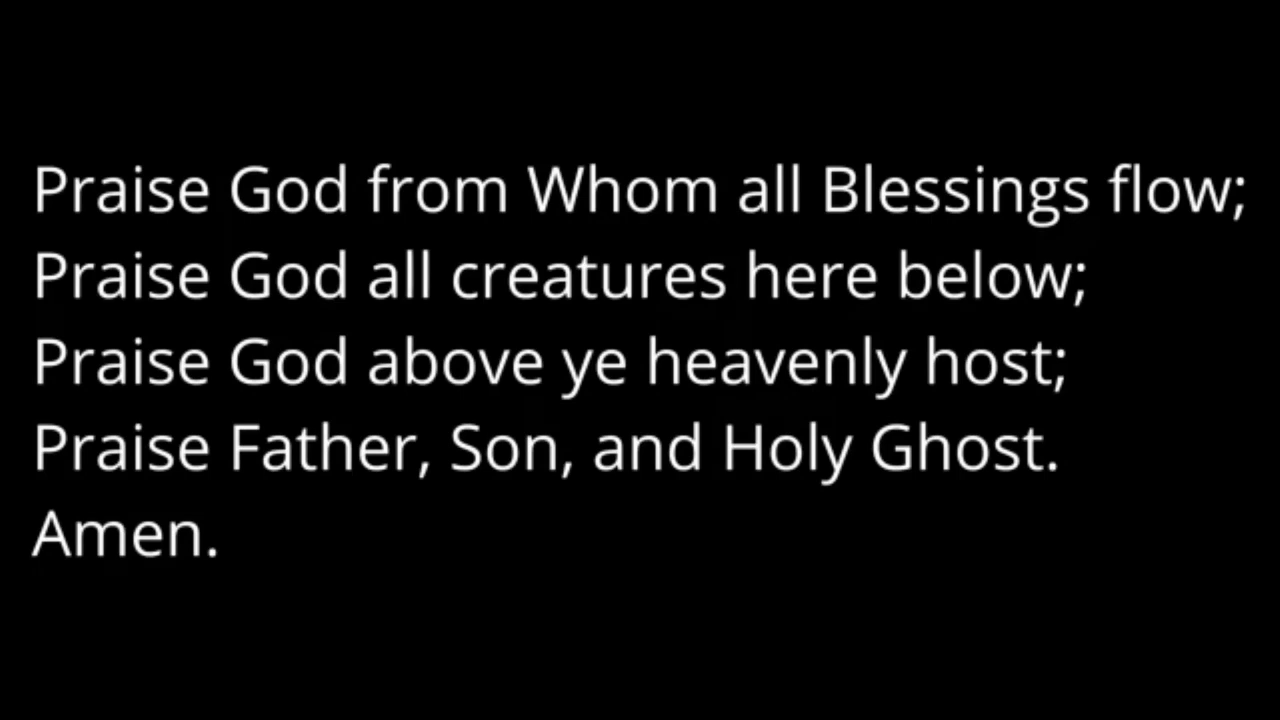 Praise God from Whom all Blessings flow;
Praise God all creatures here below;
Praise God above ye heavenly host;
Praise Father, Son, and Holy Ghost.
Amen.